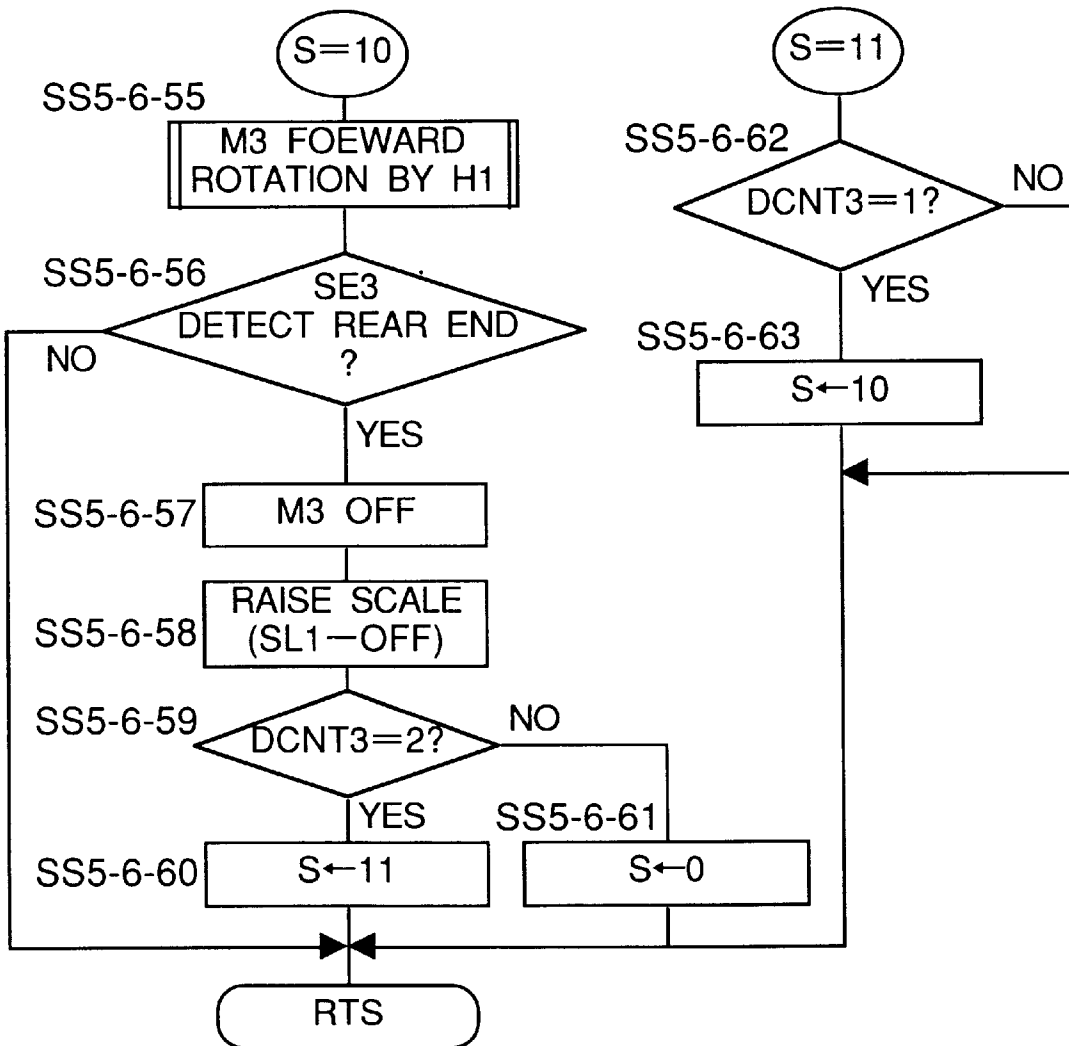 S=10
SS5-6-55
M3 FOEWARD
ROTATION BY H1
SS5-6-56
SE3
DETECT REAR END
?
NO
YES
SS5-6-57
M3 OFF
SS5-6-58
RAISE SCALE
(SL1—OFF)
SS5-6-59
DCNT3=2?
NO
YES
SS5-6-60
S←11
SS5-6-61
S←0
RTS
S=11
SS5-6-62
DCNT3=1?
NO
YES
SS5-6-63
S←10